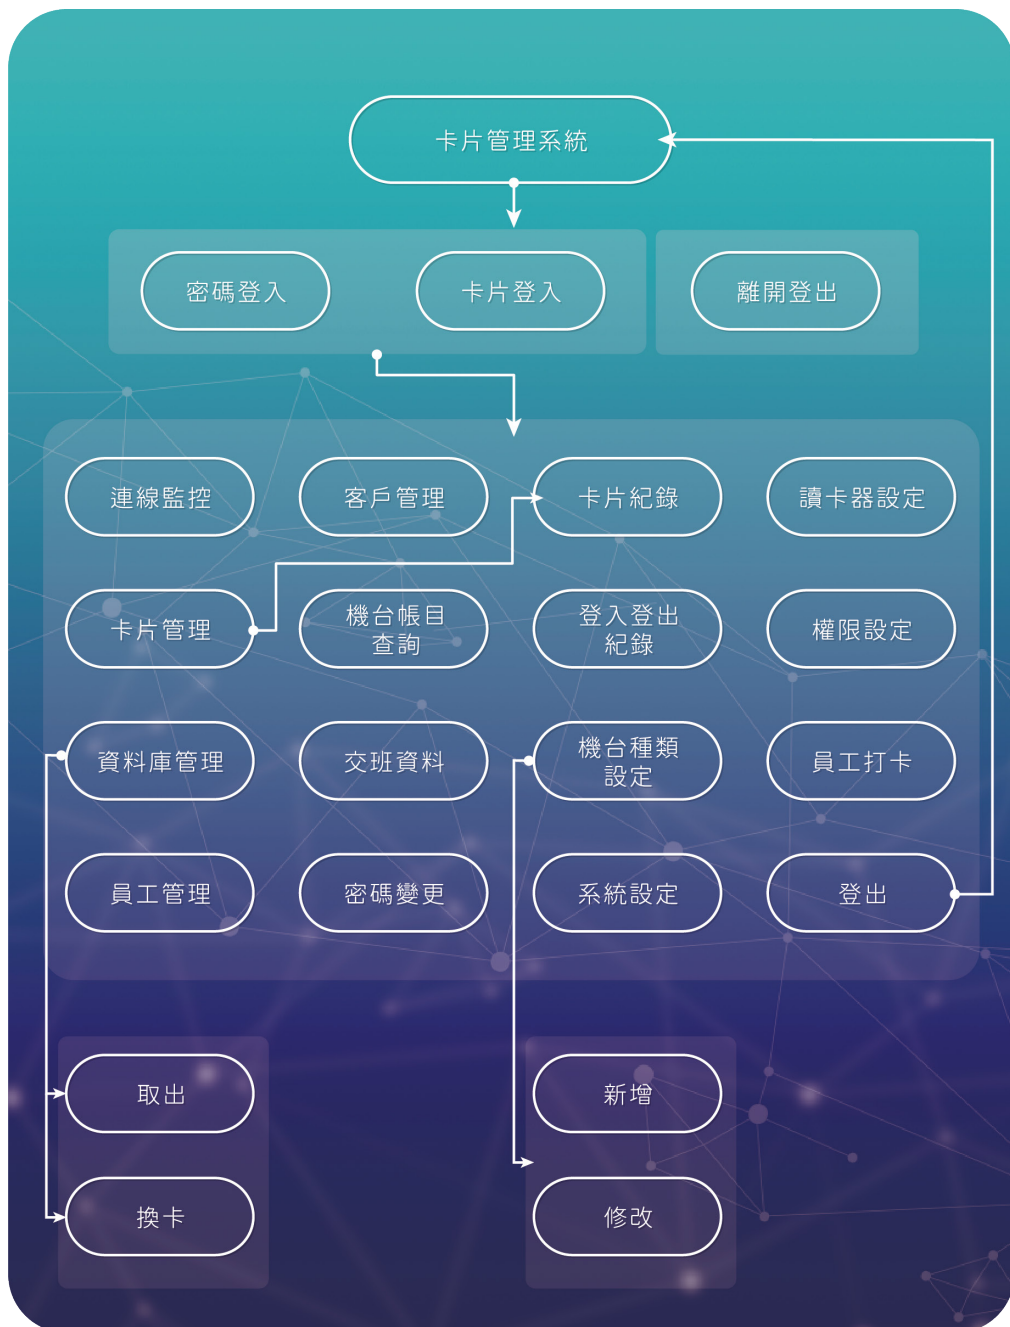 卡片管理系統
密碼登入
卡片登入
離開登出
連線監控
客戶管理
卡片紀錄
讀卡器設定
卡片管理
機台帳目
查詢
登入登出
紀錄
權限設定
資料庫管理
交班資料
機台種類
設定
員工打卡
員工管理
密碼變更
系統設定
登出
取出
新增
換卡
修改